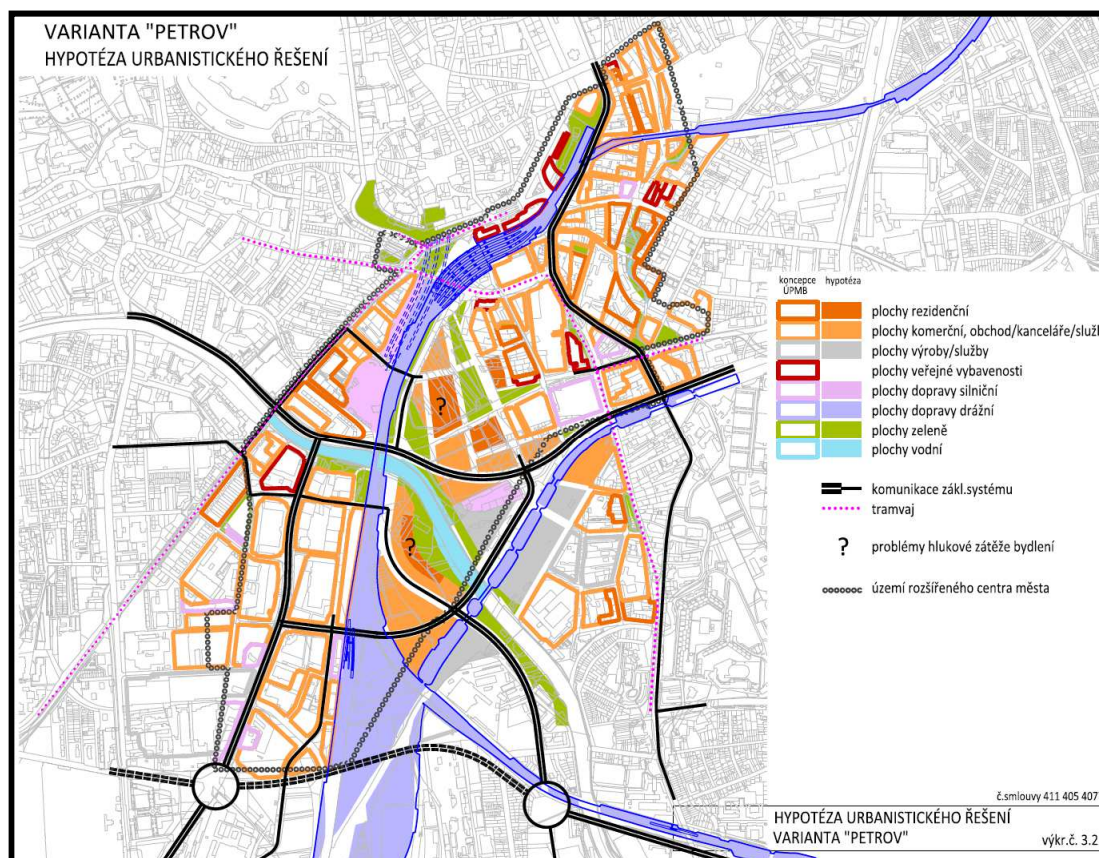 VARIANTA "PETROV"
HYPOTÉZA URBANISTICKÉHO ŘEŠENÍ
koncepce
ÚPMB
hypotéza
plochy rezidenční
plochy komerční, obchod/kanceláře/služb
plochy výroby/služby
plochy veřejné vybavenosti
plochy dopravy silniční
plochy dopravy drážní
plochy zeleně
plochy vodní
komunikace zákl.systému
tramvaj
? problémy hlukové zátěže bydlení
území rozšířeného centra města
?
?
č.smlouvy 411 405 407
HYPOTÉZA URBANISTICKÉHO ŘEŠENÍ
VARIANTA "PETROV" výkr.č. 3.2